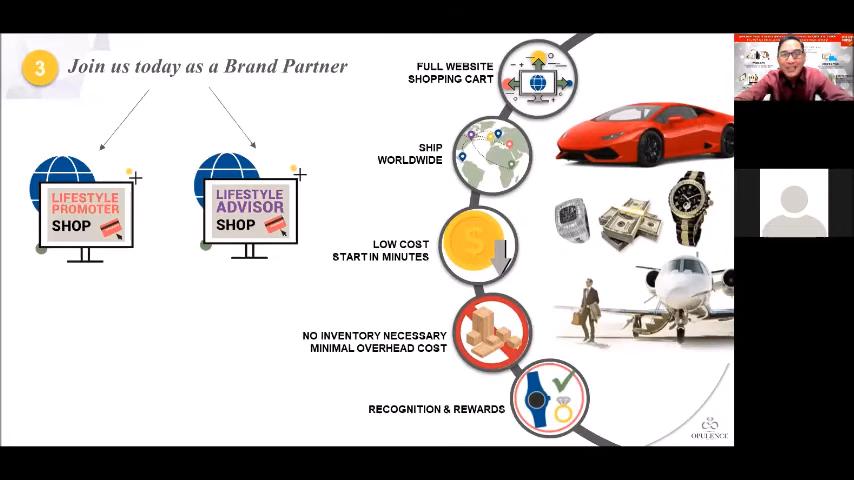 3
Join us today as a Brand Partner
LIFESTYLE
PROMOTER
SHOP
LIFESTYLE
ADVISOR
SHOP
FULL WEBSITE
SHOPPING CART
SHIP
WORLDWIDE
LOW COST
START IN MINUTES
NO INVENTORY NECESSARY
MINIMAL OVERHEAD COST
RECOGNITION & REWARDS
OPULENCE